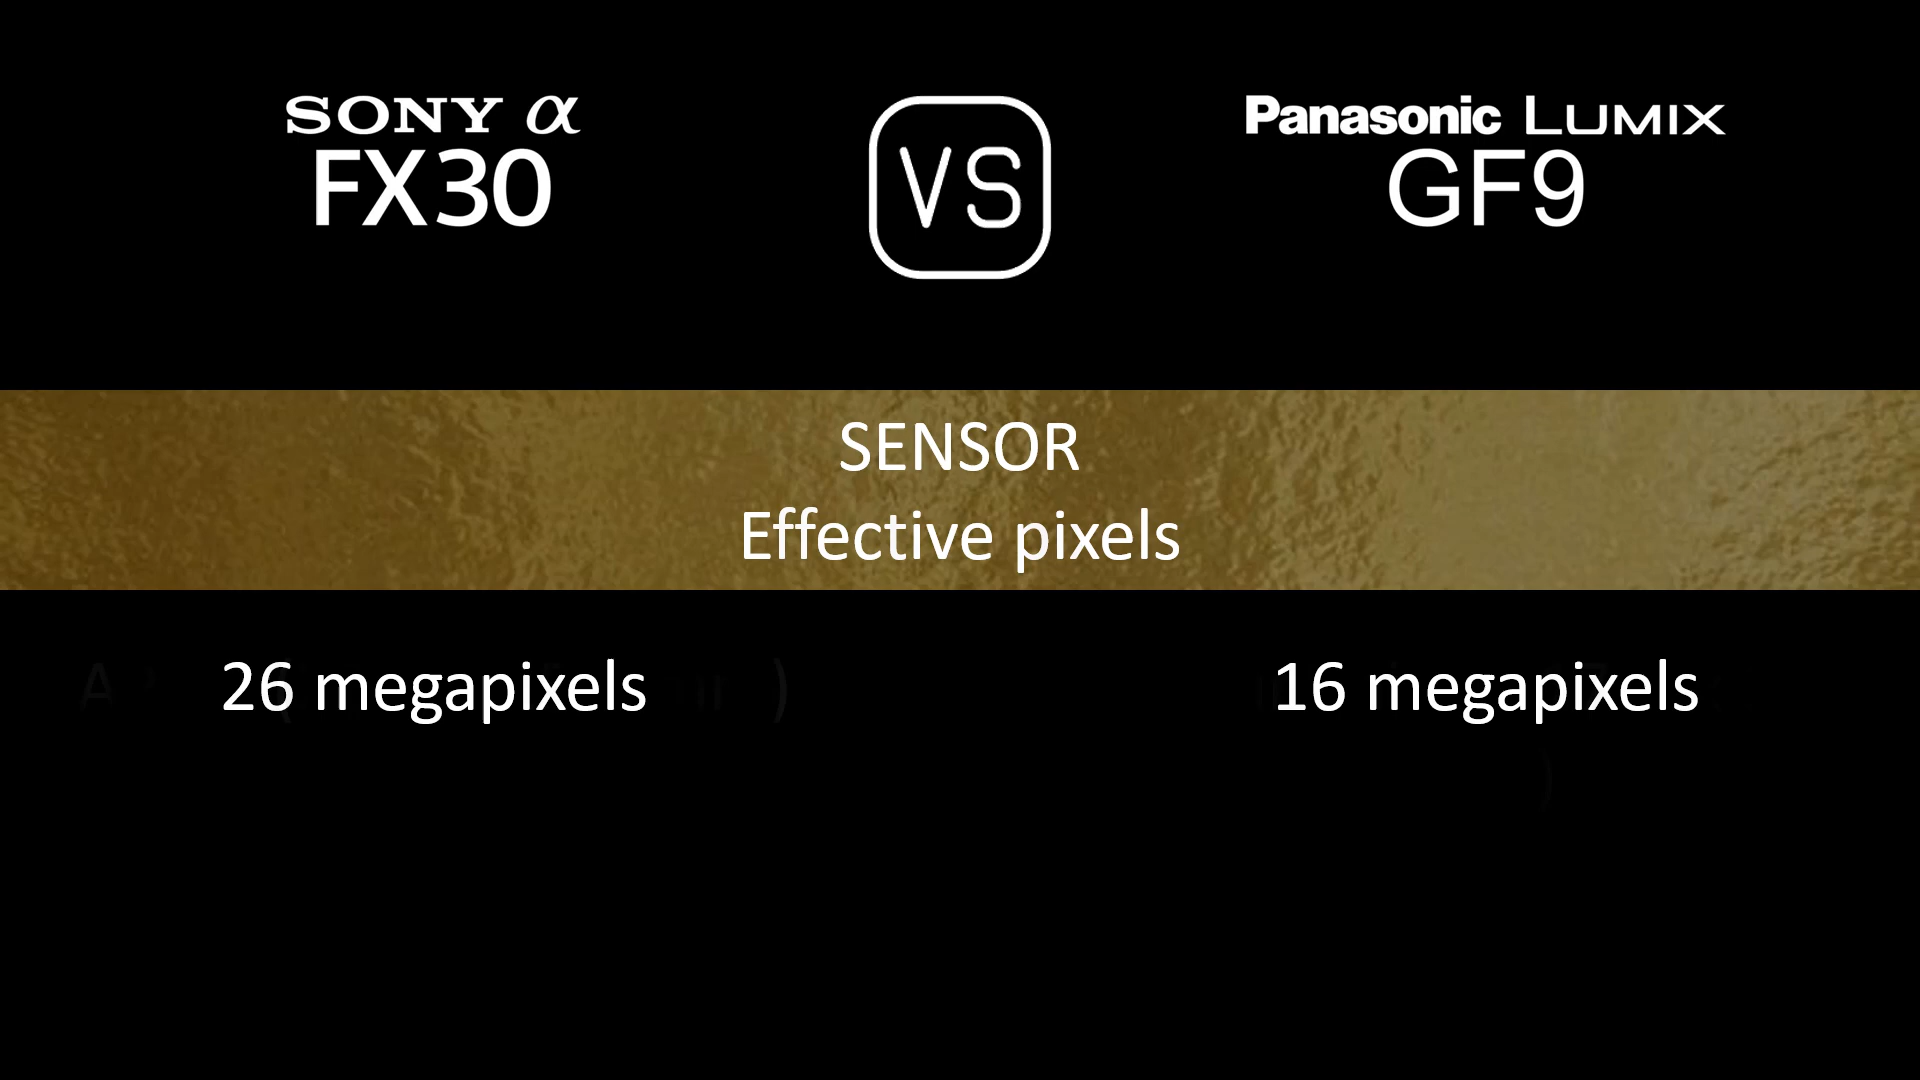 SONY α
FX30
VS
Panasonic LUMIX
GF9
SENSOR
Effective pixels
26 megapixels
16 megapixels